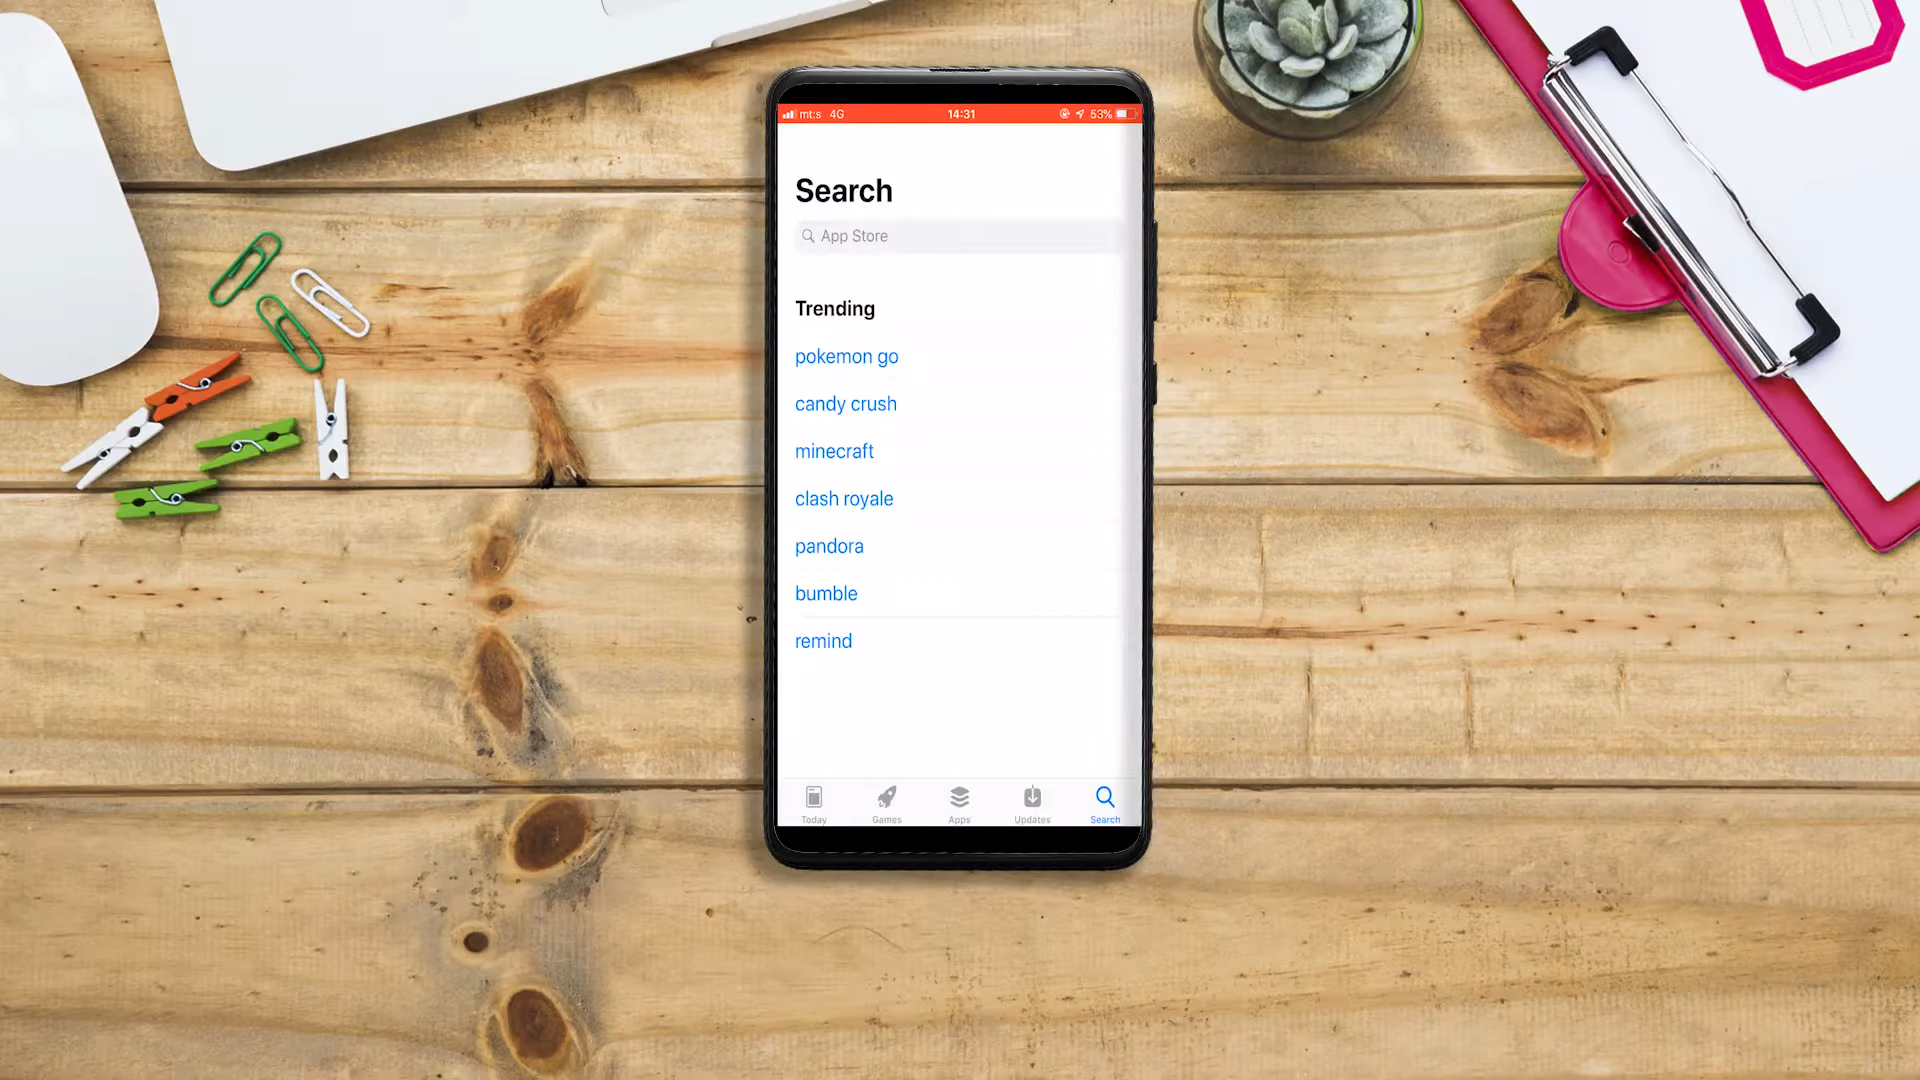 mt:s 4G 14:31 53%
Search
App Store
Trending
pokemon go
candy crush
minecraft
clash royale
pandora
bumble
remind
Today Games Apps Updates Search